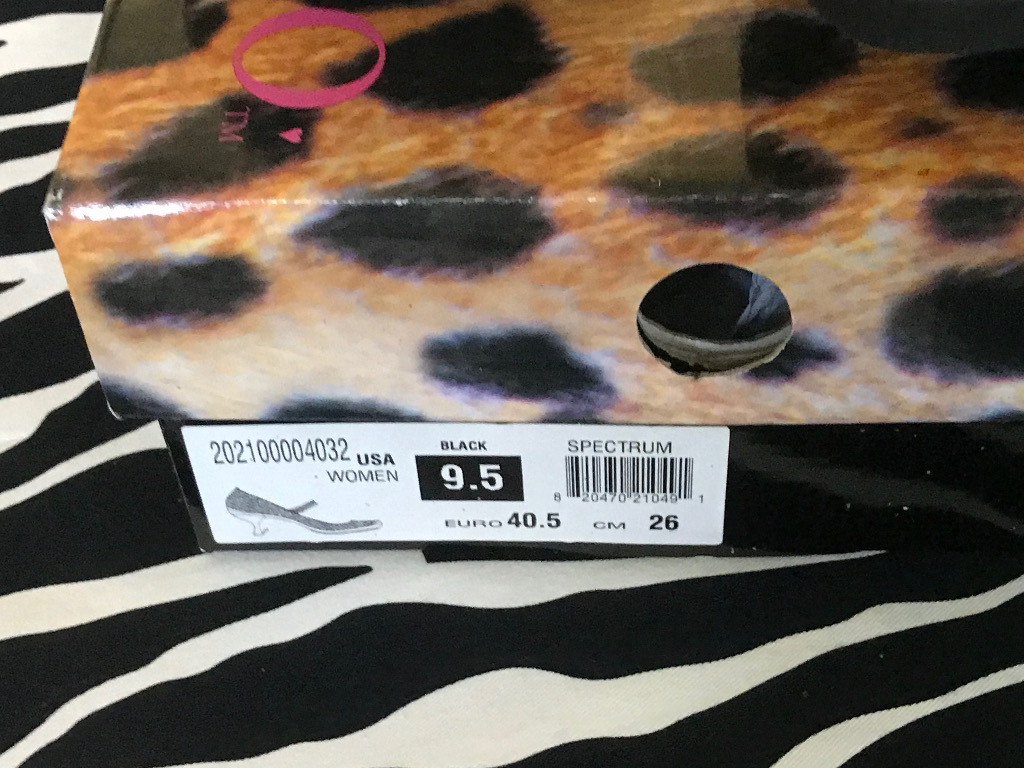 TM
202100004032 USA
WOMEN
BLACK
9.5
EURO 40.5
SPECTRUM
8 20470 21049 1
CM 26